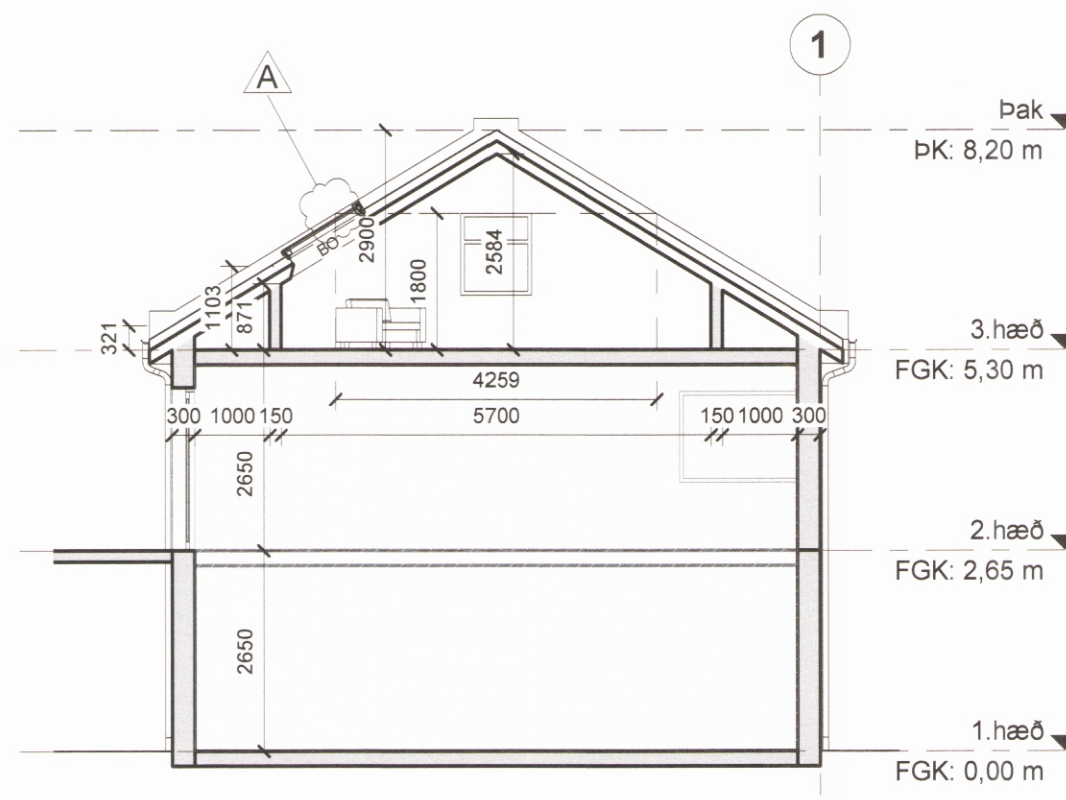 1
A
Þak
ÞK: 8,20 m
BO
2900
1800
2584
1103
871
321
3.hæð
FGK: 5,30 m
4259
300 1000 150 5700 150 1000 300
2650
2.hæð
FGK: 2,65 m
2650
1.hæð
FGK: 0,00 m